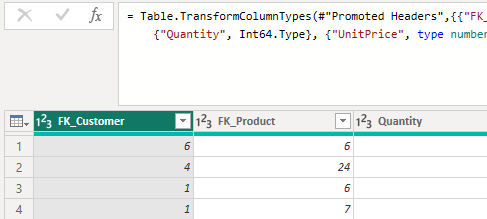 fx
= Table.TransformColumnTypes(#"Promoted Headers",{{"FK_
{"Quantity", Int64.Type}, {"UnitPrice", type number
123 FK_Customer 123 FK_Product 123 Quantity
1 6 6
2 4 24
3 1 6
4 1 7